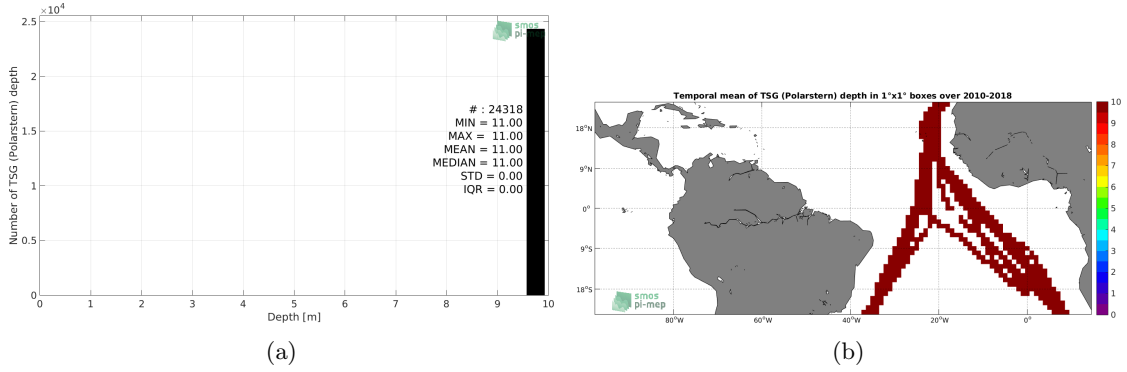 ×10⁴
2.5
2
1.5
1
0.5
0
Number of TSG (Polarstern) depth
smos
pi-mep
# : 24318
MIN = 11.00
MAX = 11.00
MEAN = 11.00
MEDIAN = 11.00
STD = 0.00
IQR = 0.00
0 1 2 3 4 5 6 7 8 9 10
Depth [m]
(a)
Temporal mean of TSG (Polarstern) depth in 1°x1° boxes over 2010-2018
18°N
9°N
0°
9°S
18°S
smos
pi-mep
80°W 60°W 40°W 20°W 0°
10
9
8
7
6
5
4
3
2
1
0
(b)